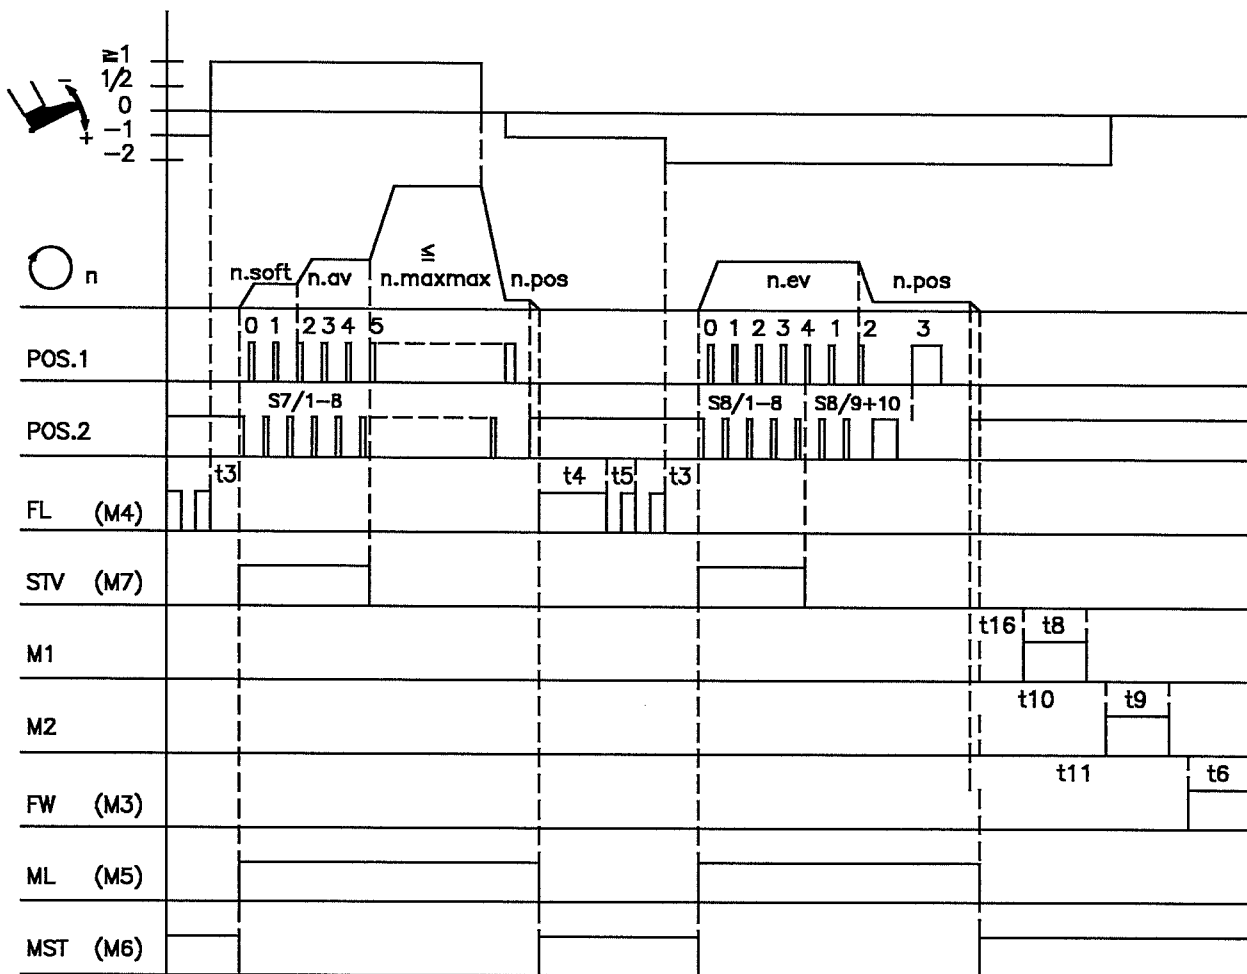 ≧1
1/2
0
-1
-2
−
+
n
n.soft
n.av
≤
n.maxmax
n.pos
n.ev
n.pos
0 1 2 3 4 5
0 1 2 3 4 1 2 3
POS.1
S7/1-8
S8/1-8
S8/9+10
POS.2
t3
t4
t5
t3
FL (M4)
STV (M7)
t16
t8
M1
t10
t9
M2
t11
t6
FW (M3)
ML (M5)
MST (M6)